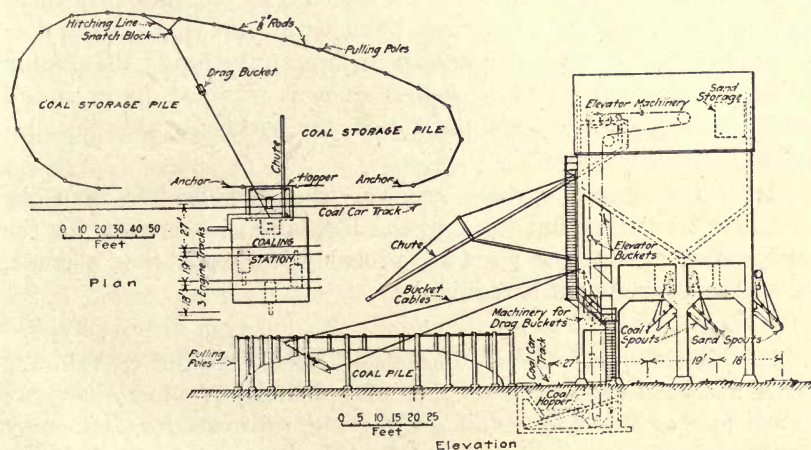 Hitching Line
Snatch Block
7/8" Rods
Pulling Poles
Drag Bucket
COAL STORAGE PILE
COAL STORAGE PILE
Chute
Anchor
Hopper
Anchor
Coal Car Track
0 10 20 30 40 50
Feet
Plan
27'
19'
18'
3 Engine Tracks
COALING
STATION
Elevator Machinery
Sand
Storage
Chute
Elevator
Buckets
Bucket
Cables
Machinery for
Drag Buckets
Coal
Spouts
Sand Spouts
Pulling
Poles
COAL PILE
Coal Car
Track
27'
19'
18'
Coal
Hopper
0 5 10 15 20 25
Feet
Elevation